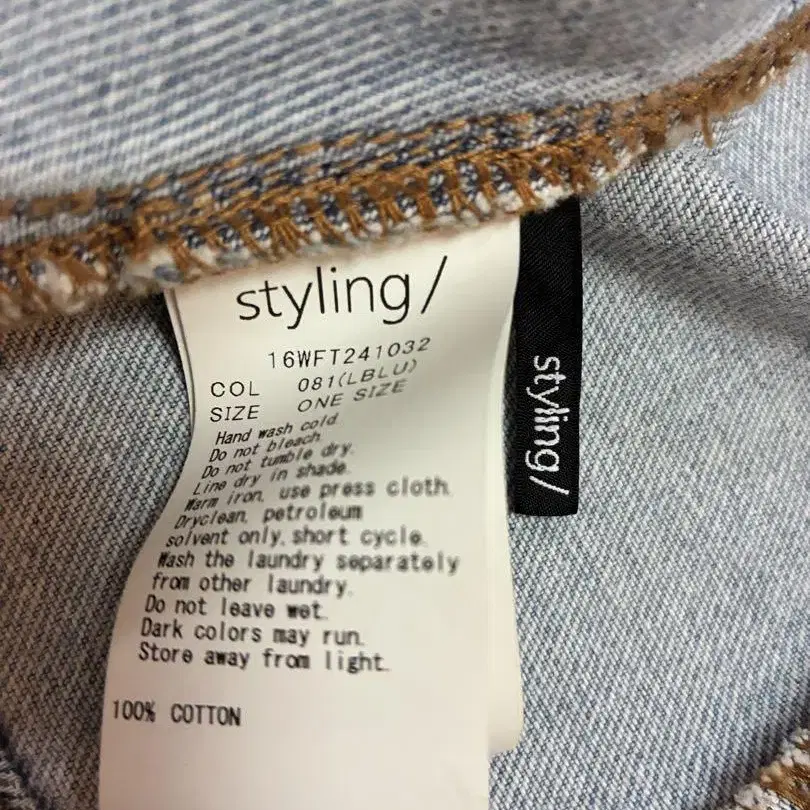 styling/
16WFT241032
COL 081(LBLU)
SIZE ONE SIZE
Hand wash cold.
Do not bleach.
Do not tumble dry.
Line dry in shade.
Warm iron, use press cloth.
Dryclean, petroleum
solvent only, short cycle.
Wash the laundry separately
from other laundry.
Do not leave wet.
Dark colors may run.
Store away from light.
100% COTTON
styling/